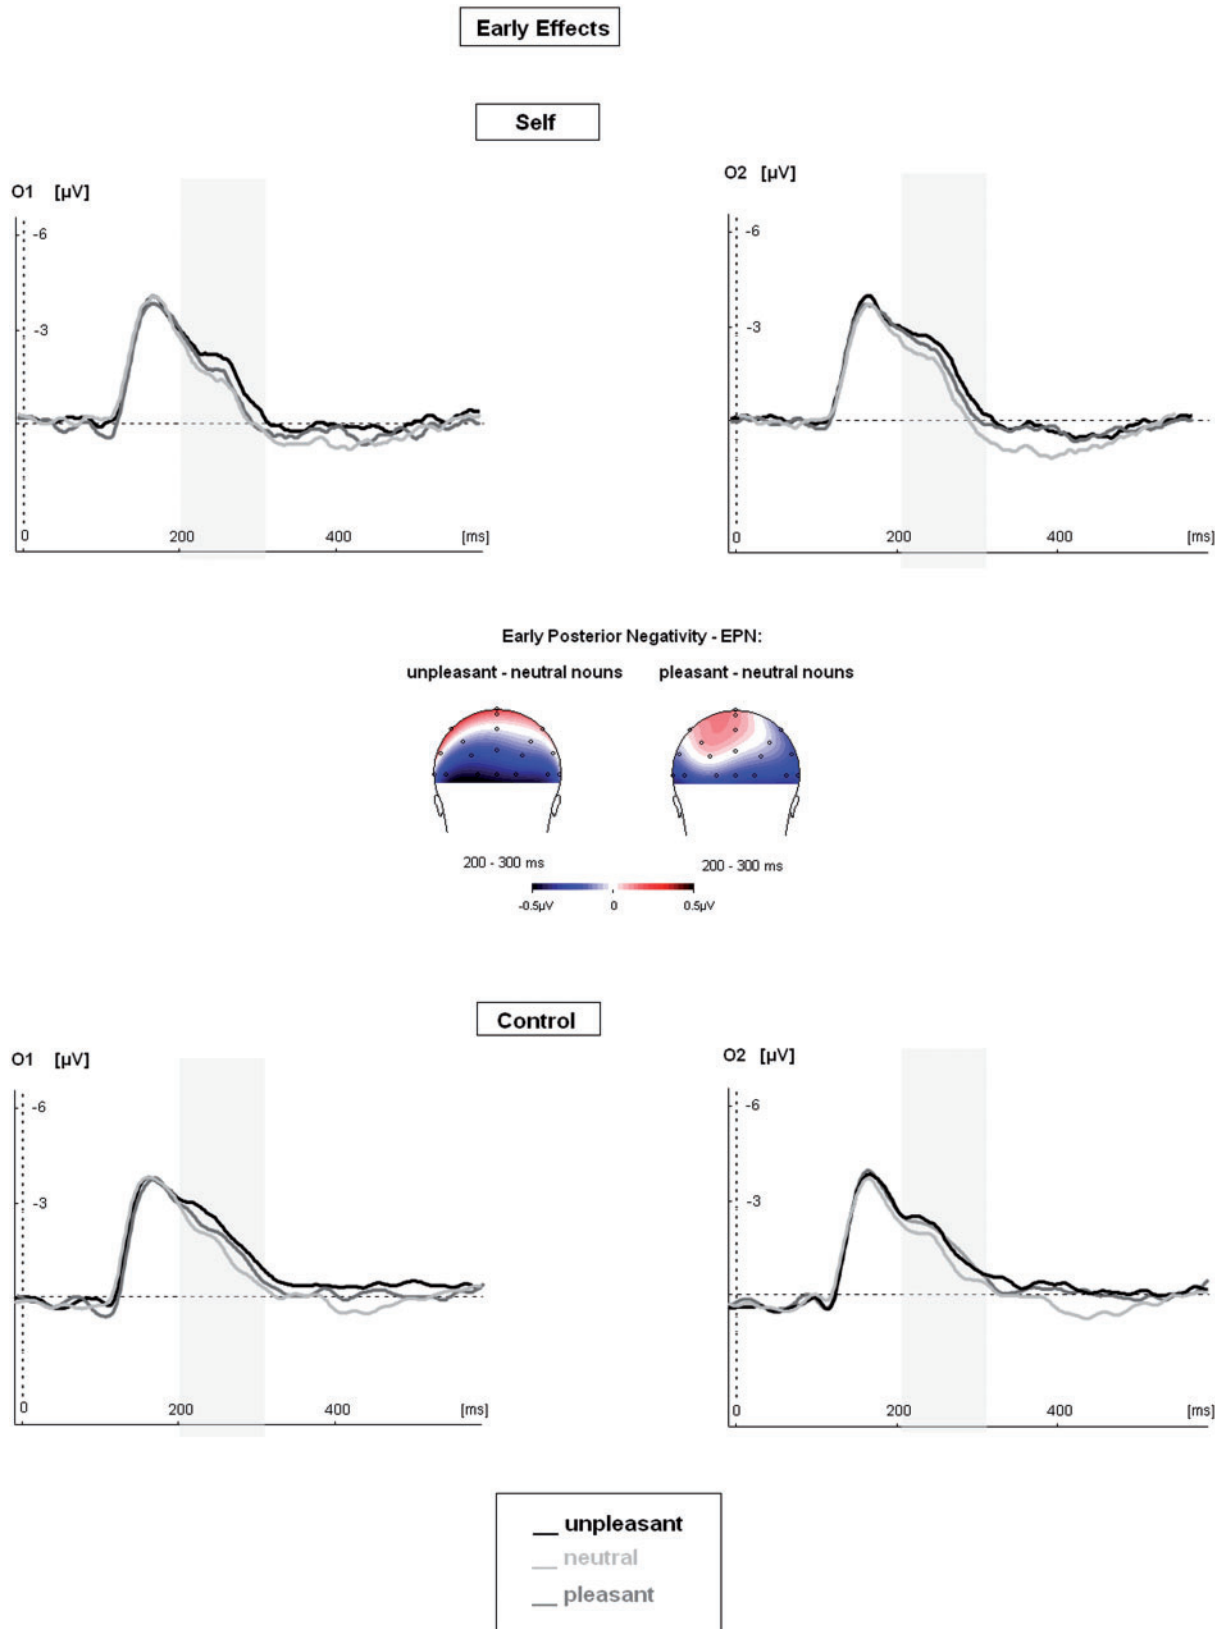 Early Effects
Self
O1 [µV]
-6
-3
0 200 400 [ms]
O2 [µV]
-6
-3
0 200 400 [ms]
Early Posterior Negativity - EPN:
unpleasant - neutral nouns
pleasant - neutral nouns
200 - 300 ms
200 - 300 ms
-0.5µV 0 0.5µV
Control
O1 [µV]
-6
-3
0 200 400 [ms]
O2 [µV]
-6
-3
0 200 400 [ms]
unpleasant
neutral
pleasant